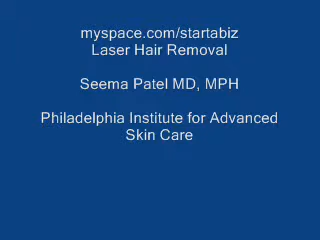 myspace.com/startabiz
Laser Hair Removal
Seema Patel MD, MPH
Philadelphia Institute for Advanced
Skin Care